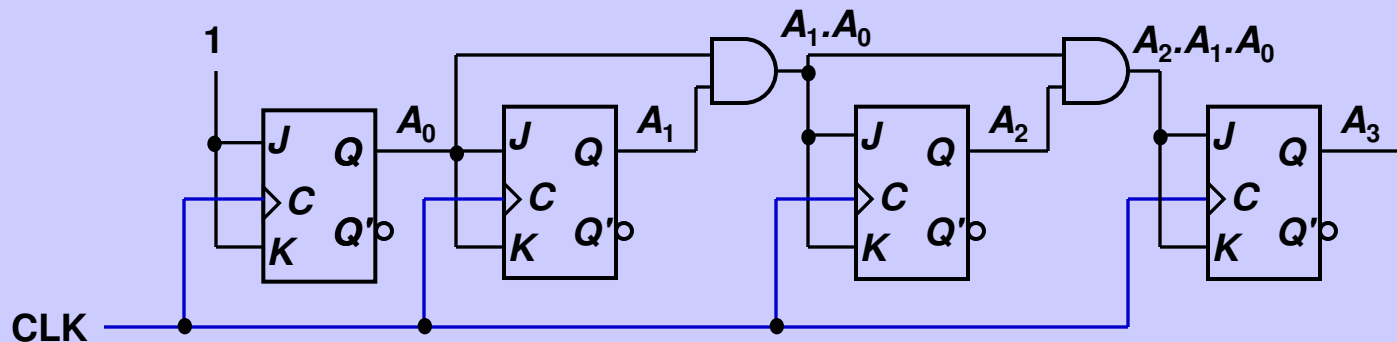 1
A₁.A₀
A₂.A₁.A₀
A₀
A₁
A₂
A₃
J Q
C
K Q'
J Q
C
K Q'
J Q
C
K Q'
J Q
C
K Q'
CLK